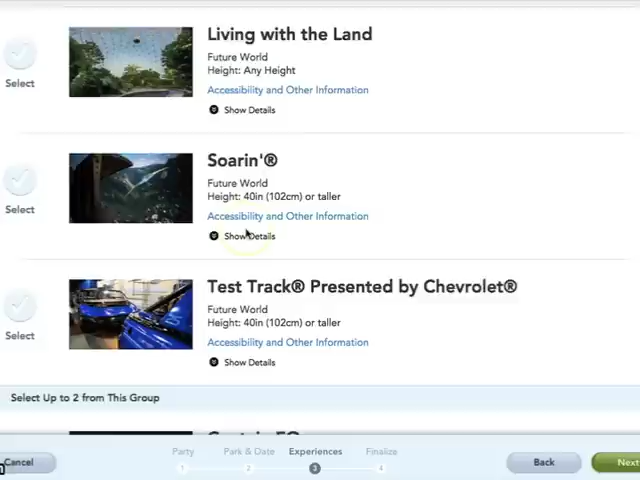 Living with the Land
Future World
Height: Any Height
Accessibility and Other Information
Show Details
Select
Soarin'®
Future World
Height: 40in (102cm) or taller
Accessibility and Other Information
Show Details
Select
Test Track® Presented by Chevrolet®
Future World
Height: 40in (102cm) or taller
Accessibility and Other Information
Show Details
Select
Select Up to 2 from This Group
Cancel
Party
Park & Date
Experiences
Finalize
1
2
3
4
Back
Next